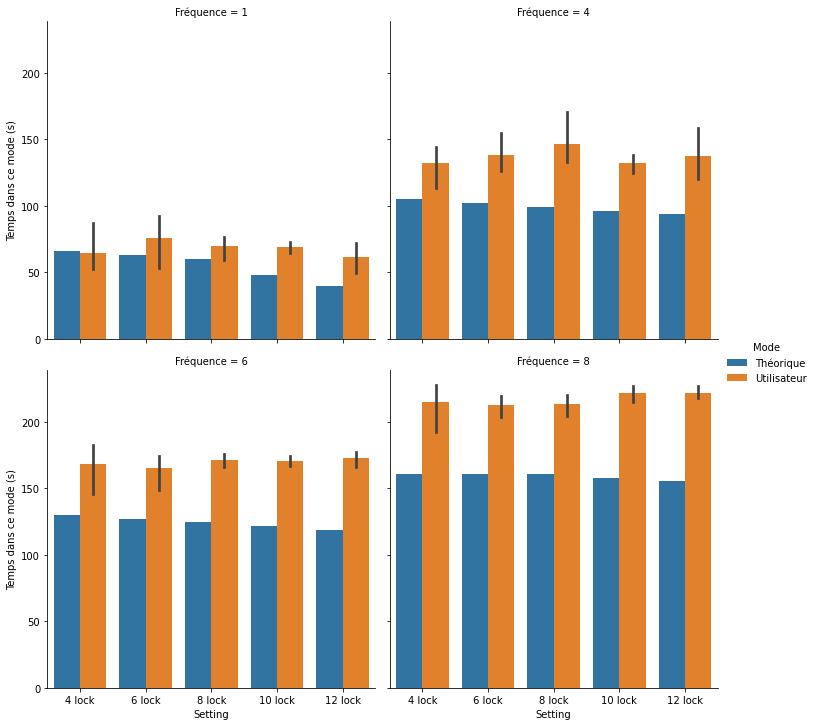 Fréquence = 1
Fréquence = 4
Temps dans ce mode (s)
200
150
100
50
0
Fréquence = 6
Fréquence = 8
Temps dans ce mode (s)
200
150
100
50
0
4 lock 6 lock 8 lock 10 lock 12 lock
Setting
4 lock 6 lock 8 lock 10 lock 12 lock
Setting
Mode
Théorique
Utilisateur